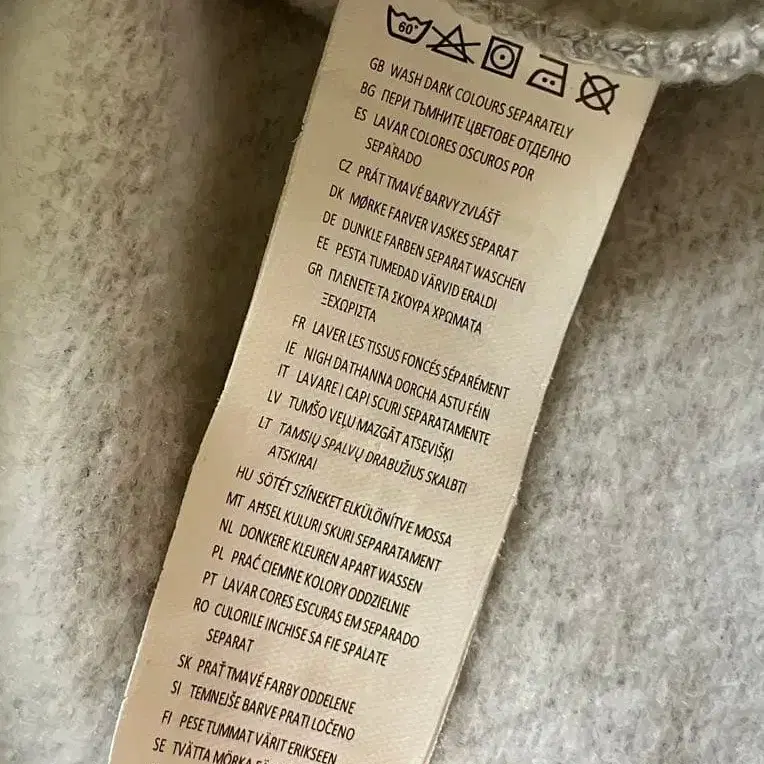 60°
GB WASH DARK COLOURS SEPARATELY
BG ПЕРИ ТЪМНИТЕ ЦВЕТОВЕ ОТДЕЛНО
ES LAVAR COLORES OSCUROS POR
SEPARADO
CZ PRÁT TMAVÉ BARVY ZVLÁŠŤ
DK MØRKE FARVER VASKES SEPARAT
DE DUNKLE FARBEN SEPARAT WASCHEN
EE PESTA TUMEDAD VÄRVID ERALDI
GR ΠΛΕΝΕΤΕ ΤΑ ΣΚΟΥΡΑ ΧΡΩΜΑΤΑ
ΞΕΧΩΡΙΣΤΑ
FR LAVER LES TISSUS FONCÉS SÉPARÉMENT
IE NIGH DATHANNA DORCHA ASTU FÉIN
IT LAVARE I CAPI SCURI SEPARATAMENTE
LV TUMŠO VEĻU MAZGĀT ATSEVIŠĶI
LT TAMSIŲ SPALVŲ DRABUŽIUS SKALBTI
ATSKIRAI
HU SÖTÉT SZÍNEKET ELKÜLÖNÍTVE MOSSA
MT AĦSEL KULURI SKURI SEPARATAMENT
NL DONKERE KLEUREN APART WASSEN
PL PRAĆ CIEMNE KOLORY ODDZIELNIE
PT LAVAR CORES ESCURAS EM SEPARADO
RO CULORILE INCHISE SA FIE SPALATE
SEPARAT
SK PRAŤ TMAVÉ FARBY ODDELENE
SI TEMNEJŠE BARVE PRATI LOČENO
FI PESE TUMMAT VÄRIT ERIKSEEN
SE TVÄTTA MÖRKA